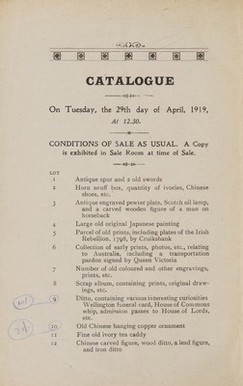 CATALOGUE
On Tuesday, the 29th day of April, 1919,
At 12.30.
CONDITIONS OF SALE AS USUAL. A Copy
is exhibited in Sale Room at time of Sale.
LOT
1 Antique spur and 2 old swords
2 Horn snuff box, quantity of ivories, Chinese
shoes, etc.
3 Antique engraved pewter plate, Scotch oil lamp,
and a carved wooden figure of a man on
horseback
4 Large old original Japanese painting
5 Parcel of old prints, including plates of the Irish
Rebellion, 1798, by Cruikshank
6 Collection of early prints, photos, etc., relating
to Australia, including a transportation
pardon signed by Queen Victoria
7 Number of old coloured and other engravings,
prints, etc.
8 Scrap album, containing prints, original draw-
ings, etc.
9 Ditto, containing various interesting curiosities
Wellington funeral card, House of Commons
whip, admission passes to House of Lords,
etc.
10 Old Chinese hanging copper ornament
11 Fine old ivory tea caddy
12 Chinese carved figure, wood ditto, a lead figure,
and iron ditto